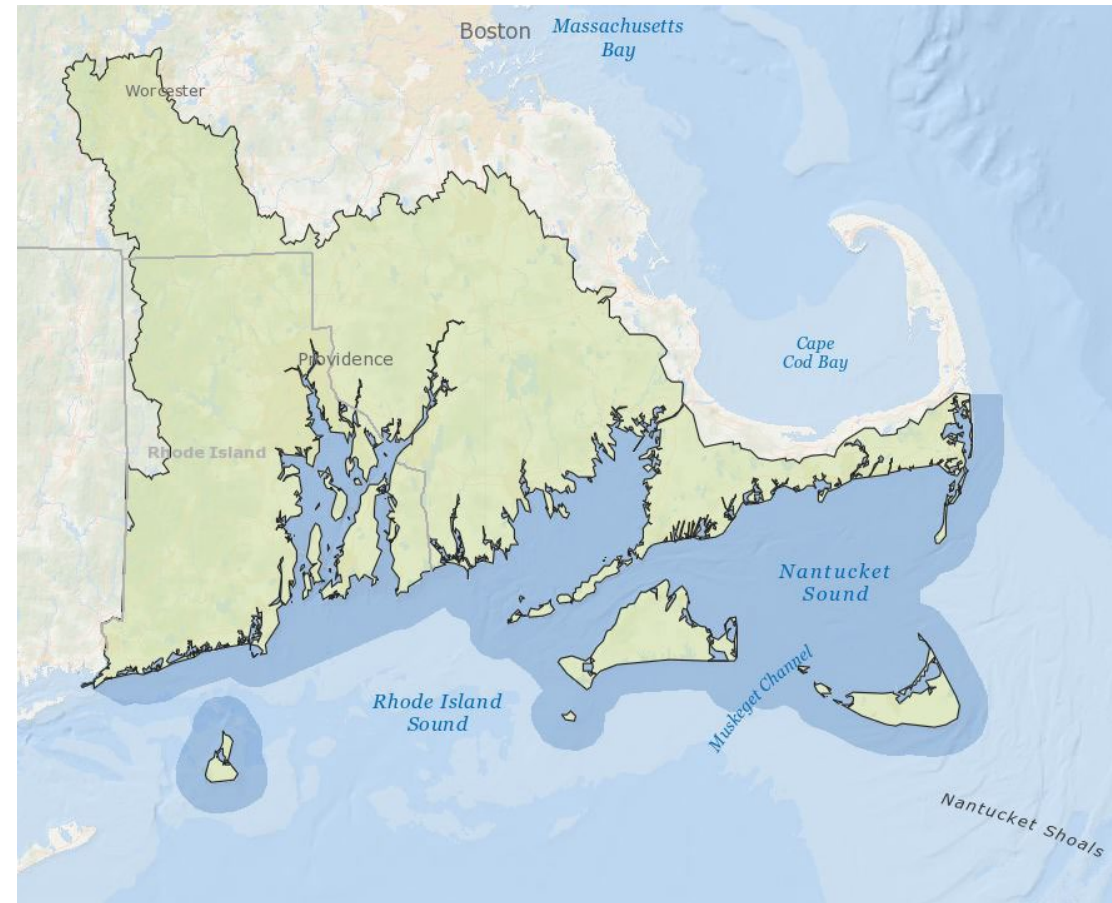 Boston
Massachusetts
Bay
Worcester
Cape
Cod Bay
Providence
Rhode Island
Nantucket
Sound
Rhode Island
Sound
Muskeget Channel
Nantucket Shoals